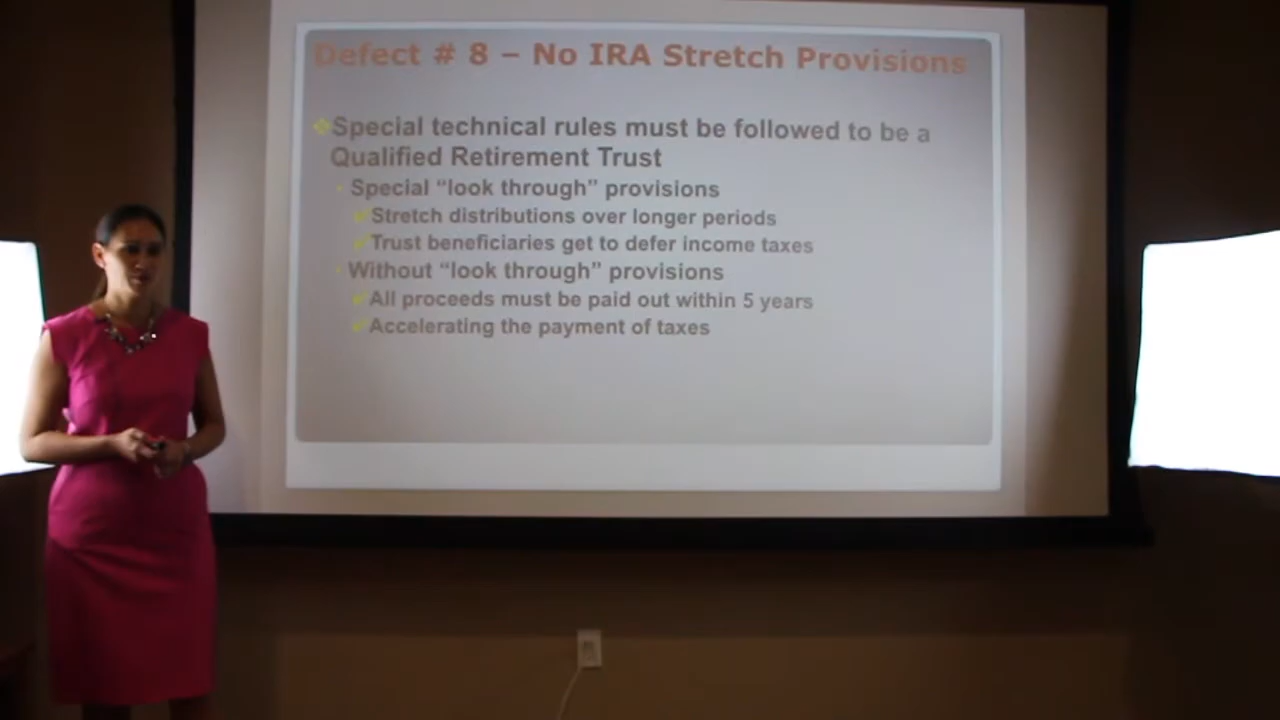 Defect # 8 – No IRA Stretch Provisions
Special technical rules must be followed to be a
Qualified Retirement Trust
Special “look through” provisions
Stretch distributions over longer periods
Trust beneficiaries get to defer income taxes
Without “look through” provisions
All proceeds must be paid out within 5 years
Accelerating the payment of taxes